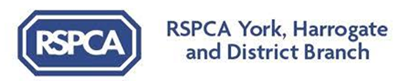 RSPCA
RSPCA York, Harrogate
and District Branch